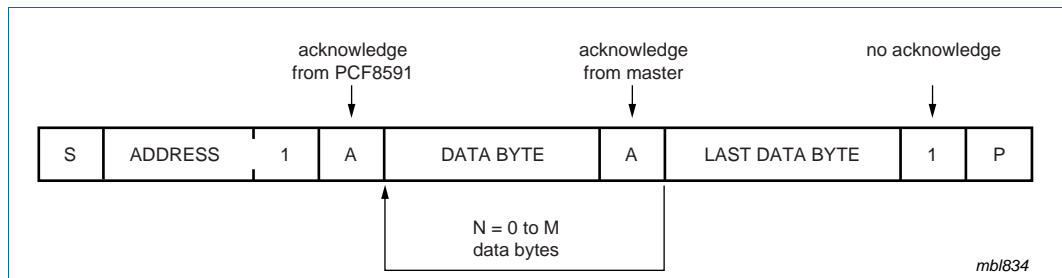 acknowledge
from PCF8591
acknowledge
from master
no acknowledge
S ADDRESS 1 A DATA BYTE A LAST DATA BYTE 1 P
N = 0 to M
data bytes
mbl834